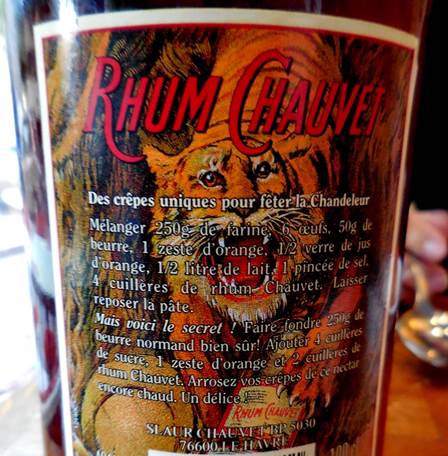 RHUM CHAUVET
Des crêpes uniques pour fêter la Chandeleur
Mélanger 250g de farine, 6 œufs, 50g de
beurre, 1 zeste d'orange, 1/2 verre de jus
d'orange, 1/2 litre de lait, 1 pincée de sel,
4 cuillères de rhum Chauvet. Laisser
reposer la pâte.
Mais voici le secret ! Faire fondre 250g de
beurre normand bien sûr! Ajouter 4 cuillères
de sucre, 1 zeste d'orange et 2 cuillères de
rhum Chauvet. Arrosez vos crêpes de ce nectar
encore chaud. Un délice.
RHUM CHAUVET
SLAUR CHAUVET BP 5030
76600 LE HAVRE